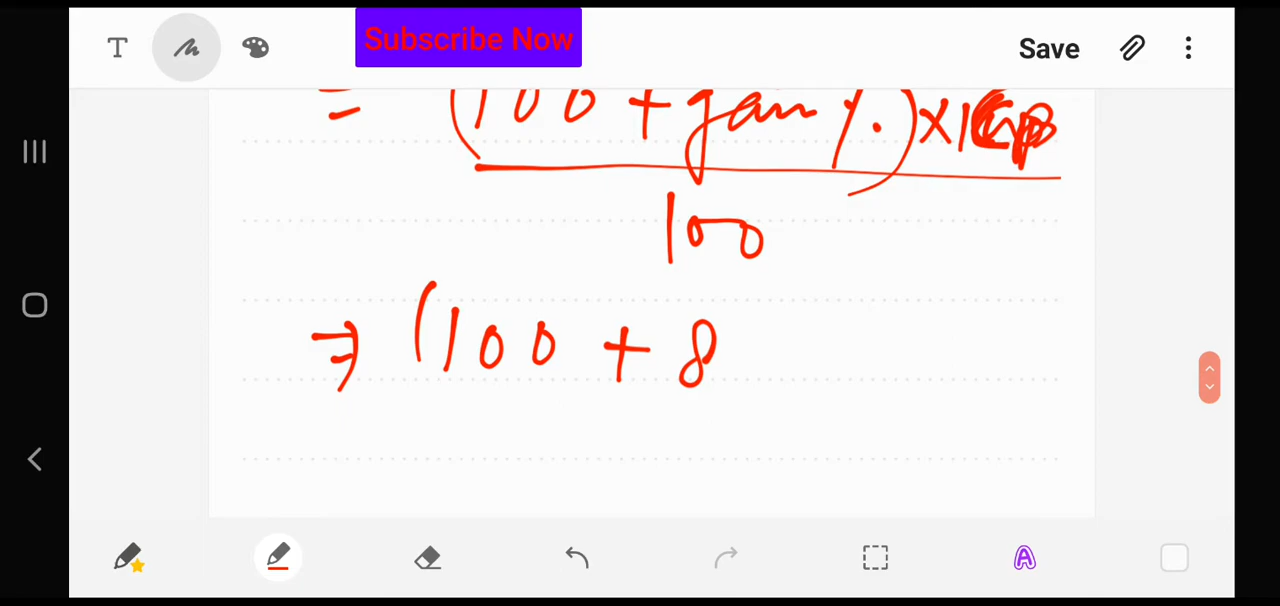 T
Subscribe Now
Save
= (100 + gain %.) ×
100
⇒ (100 + 8
A